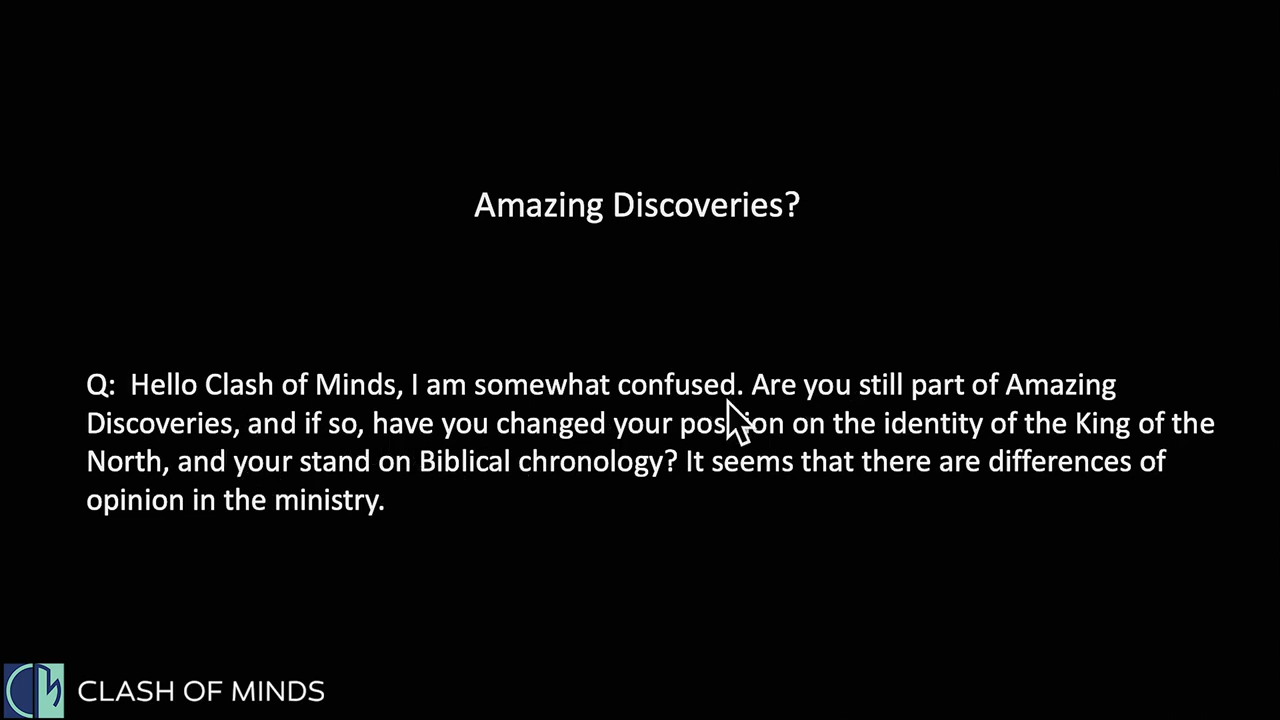 Amazing Discoveries?
Q:  Hello Clash of Minds, I am somewhat confused. Are you still part of Amazing
Discoveries, and if so, have you changed your position on the identity of the King of the
North, and your stand on Biblical chronology? It seems that there are differences of
opinion in the ministry.
CLASH OF MINDS